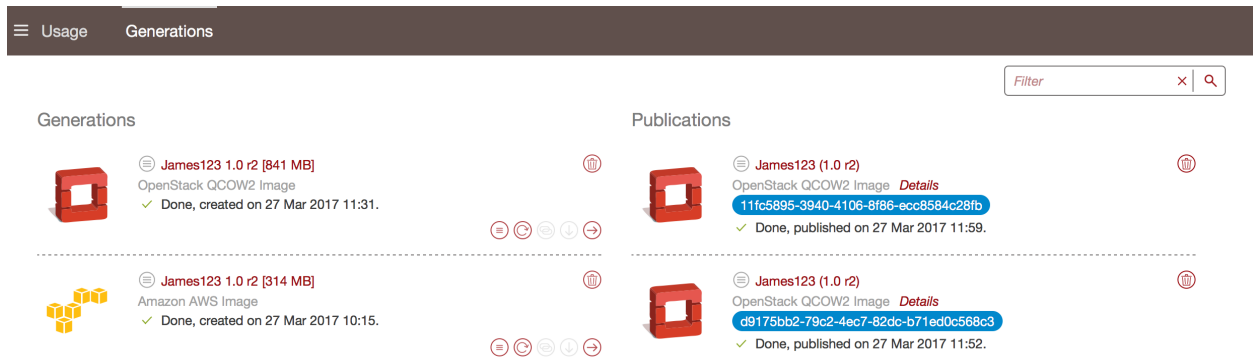 Usage Generations
Filter
Generations
James123 1.0 r2 [841 MB]
OpenStack QCOW2 Image
Done, created on 27 Mar 2017 11:31.
James123 1.0 r2 [314 MB]
Amazon AWS Image
Done, created on 27 Mar 2017 10:15.
Publications
James123 (1.0 r2)
OpenStack QCOW2 Image Details
11fc5895-3940-4106-8f86-ecc8584c28fb
Done, published on 27 Mar 2017 11:59.
James123 (1.0 r2)
OpenStack QCOW2 Image Details
d9175bb2-79c2-4ec7-82dc-b71ed0c568c3
Done, published on 27 Mar 2017 11:52.